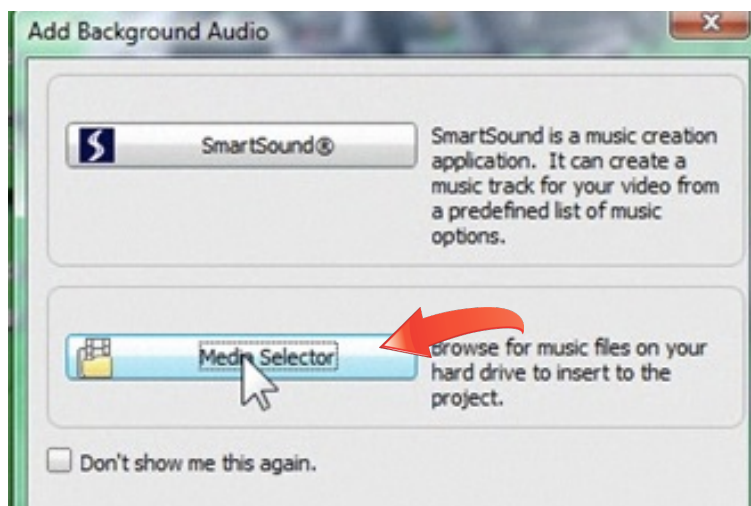 Add Background Audio
SmartSound®
SmartSound is a music creation
application. It can create a
music track for your video from
a predefined list of music
options.
Media Selector
Browse for music files on your
hard drive to insert to the
project.
Don't show me this again.